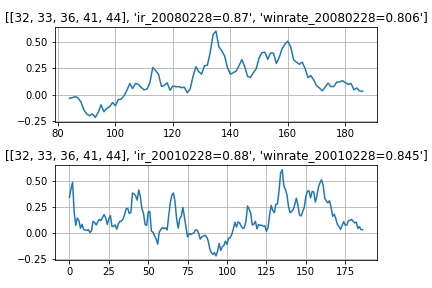 [[32, 33, 36, 41, 44], 'ir_20080228=0.87', 'winrate_20080228=0.806']
0.50
0.25
0.00
−0.25
80 100 120 140 160 180
[[32, 33, 36, 41, 44], 'ir_20010228=0.88', 'winrate_20010228=0.845']
0.50
0.25
0.00
−0.25
0 25 50 75 100 125 150 175